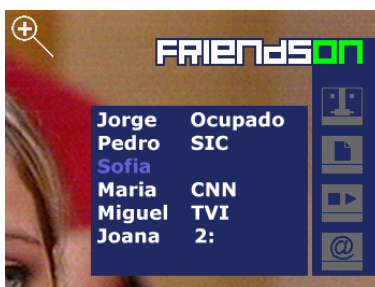 FRIENDSON
Jorge Ocupado
Pedro SIC
Sofia
Maria CNN
Miguel TVI
Joana 2:
@